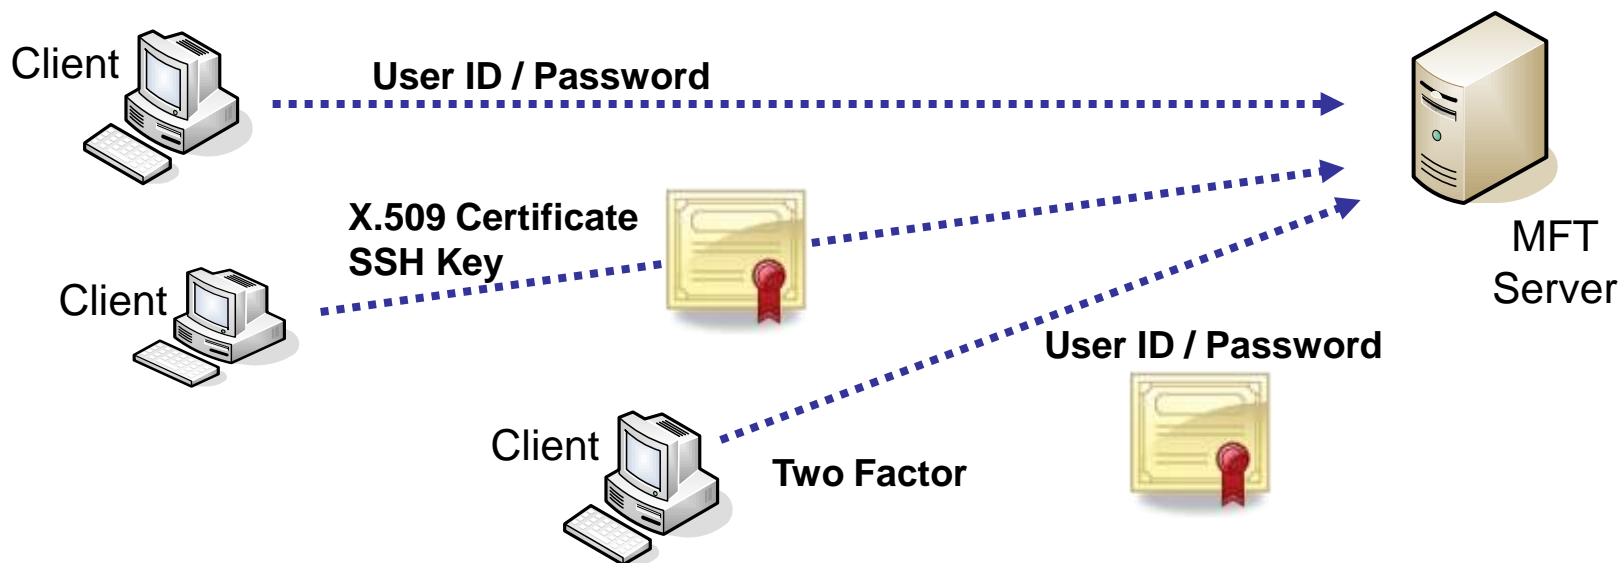 Client
User ID / Password
X.509 Certificate
SSH Key
Client
MFT
Server
User ID / Password
Client
Two Factor